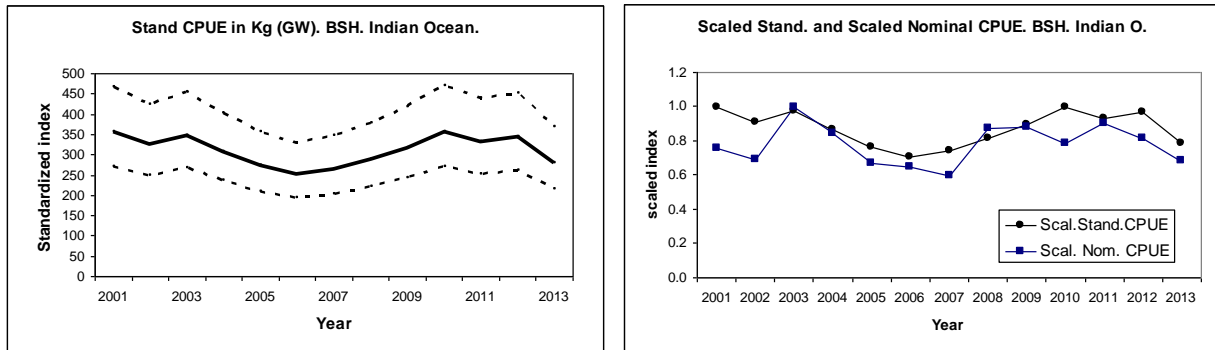 Stand CPUE in Kg (GW). BSH. Indian Ocean.
Standardized index
500
450
400
350
300
250
200
150
100
50
0
2001 2003 2005 2007 2009 2011 2013
Year
Scaled Stand. and Scaled Nominal CPUE. BSH. Indian O.
scaled index
1.2
1.0
0.8
0.6
0.4
0.2
0.0
Scal.Stand.CPUE
Scal. Nom. CPUE
2001 2002 2003 2004 2005 2006 2007 2008 2009 2010 2011 2012 2013
Year